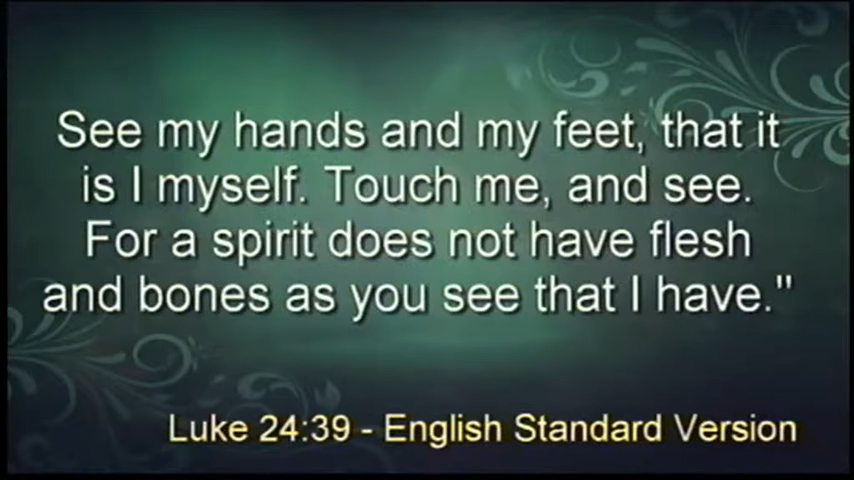 See my hands and my feet, that it
is I myself. Touch me, and see.
For a spirit does not have flesh
and bones as you see that I have."
Luke 24:39 - English Standard Version